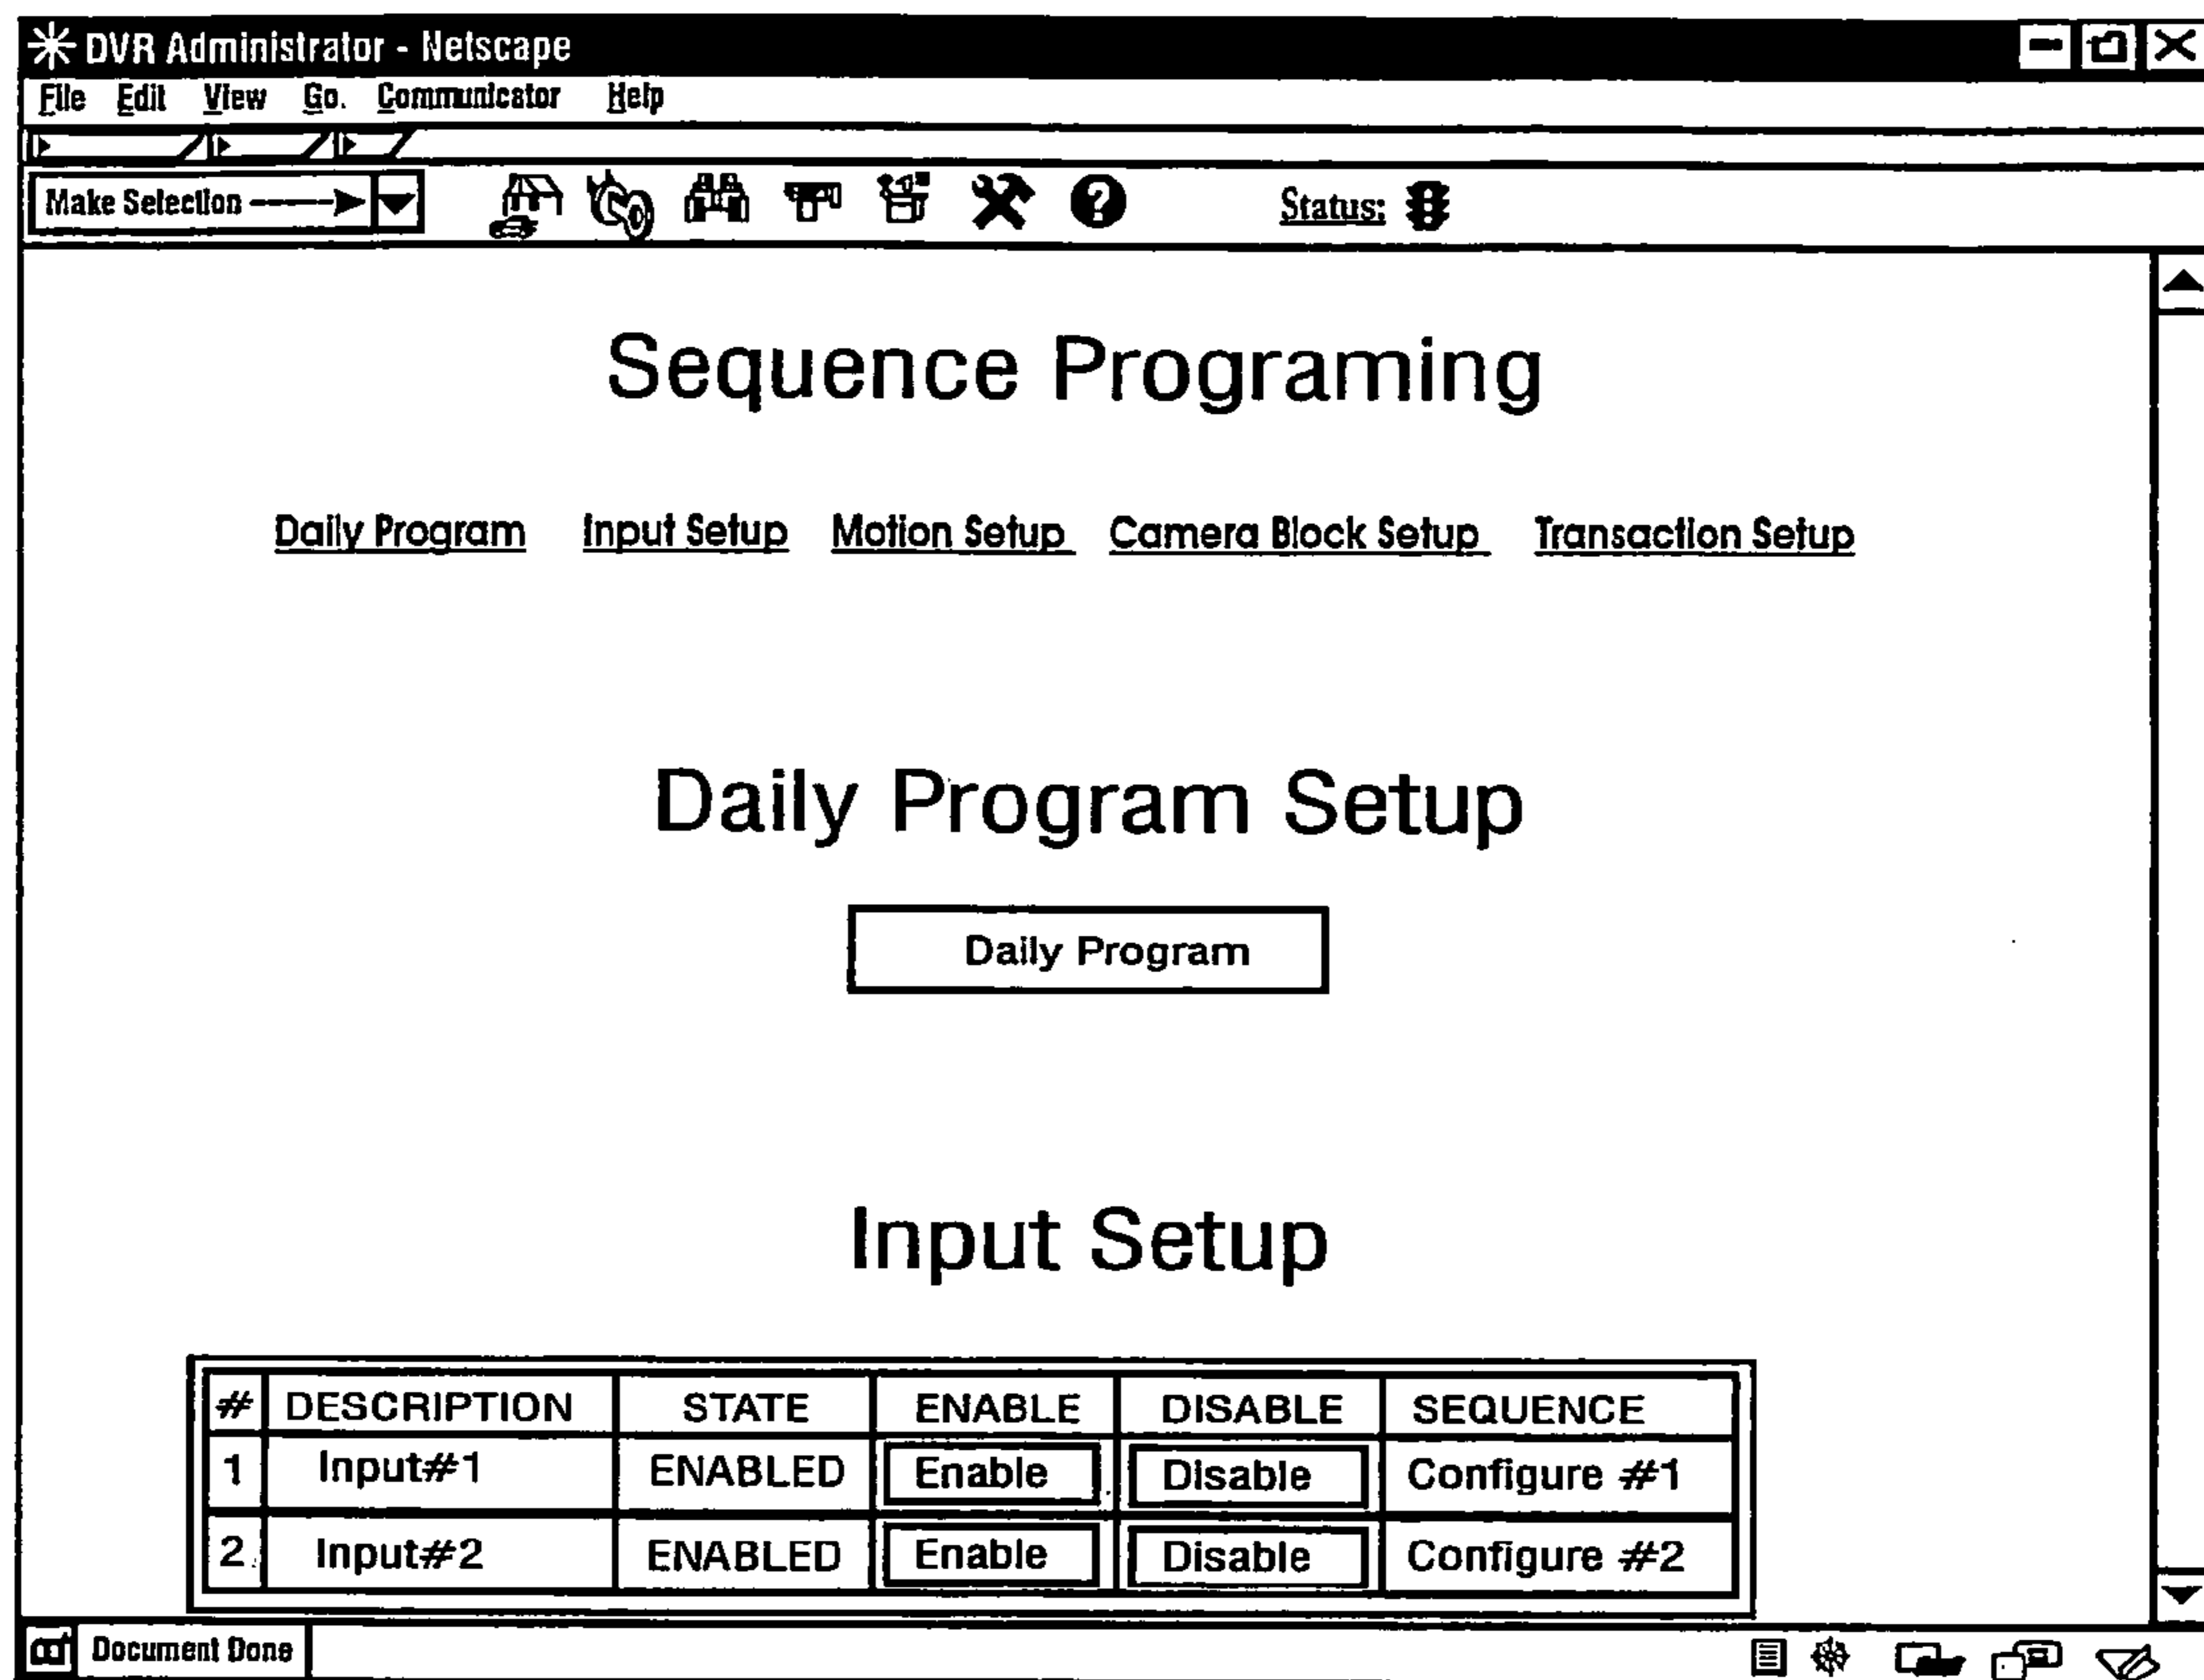 DVR Administrator - Netscape
File Edit View Go. Communicator Help
Make Selection Status:
Sequence Programing
Daily Program Input Setup Motion Setup Camera Block Setup Transaction Setup
Daily Program Setup
Daily Program
Input Setup
# DESCRIPTION STATE ENABLE DISABLE SEQUENCE
1 Input#1 ENABLED Enable Disable Configure #1
2 Input#2 ENABLED Enable Disable Configure #2
Document Done